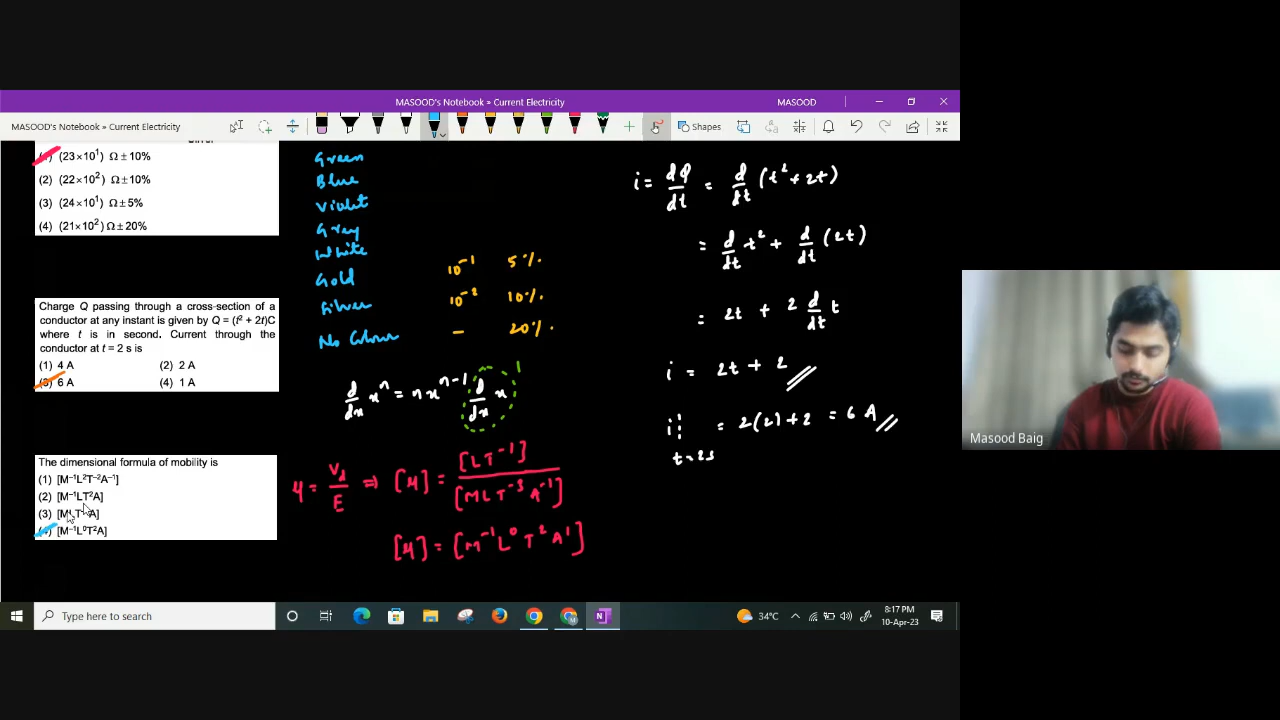 MASOOD's Notebook » Current Electricity
MASOOD
MASOOD's Notebook » Current Electricity
Shapes
(23×10¹) Ω ± 10%
(2) (22×10²) Ω ± 10%
(3) (24×10¹) Ω ± 5%
(4) (21×10²) Ω ± 20%
Charge Q passing through a cross-section of a
conductor at any instant is given by Q = (t² + 2t)C
where t is in second. Current through the
conductor at t = 2 s is
(1) 4 A (2) 2 A
6 A (4) 1 A
The dimensional formula of mobility is
(1) [M⁻¹L²T⁻²A⁻¹]
(2) [M⁻¹LT²A]
(3)
[M⁻¹L⁰T²A]
Green
Blue
Violet
Grey
White
Gold 10⁻¹ 5%.
Silver 10⁻² 10%.
No Colour – 20%.
d/dx xⁿ = n xⁿ⁻¹ d/dx x 1
μ = Vd/E ⇒ [μ] = [LT⁻¹]/[MLT⁻³A⁻¹]
[μ] = [M⁻¹L⁰T²A¹]
i = dQ/dt = d/dt (t² + 2t)
= d/dt t² + d/dt (2t)
= 2t + 2 d/dt t
i = 2t + 2
i = 2(2) + 2 = 6 A
t = 2s
Masood Baig
Type here to search
34°C
8:17 PM
10-Apr-23